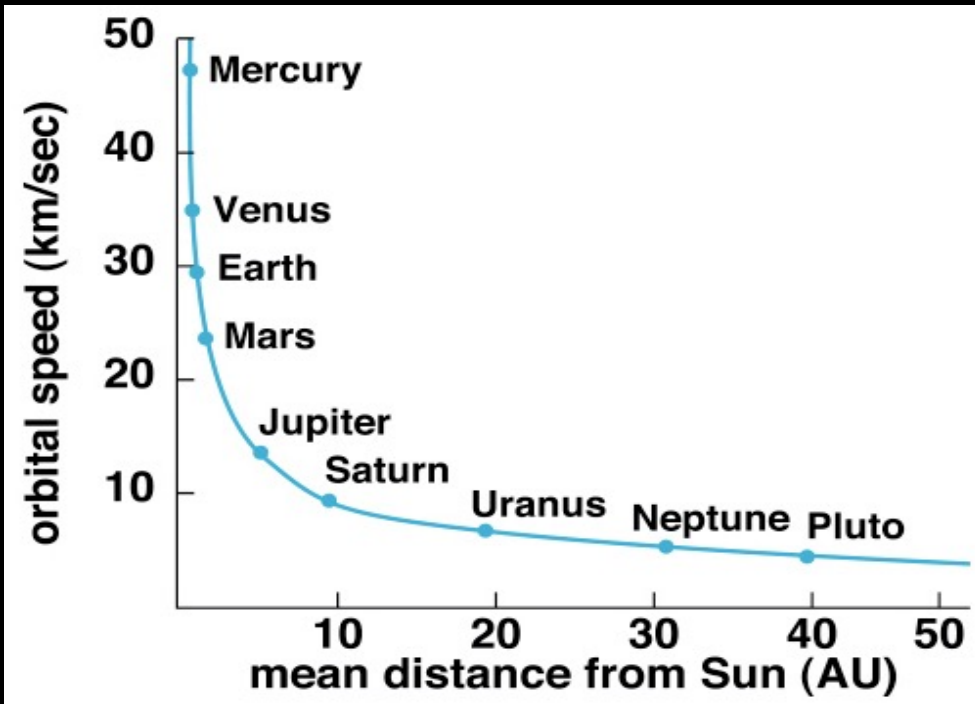 orbital speed (km/sec)
50
Mercury
40
Venus
30
Earth
Mars
20
Jupiter
Saturn
10
Uranus
Neptune
Pluto
10 20 30 40 50
mean distance from Sun (AU)